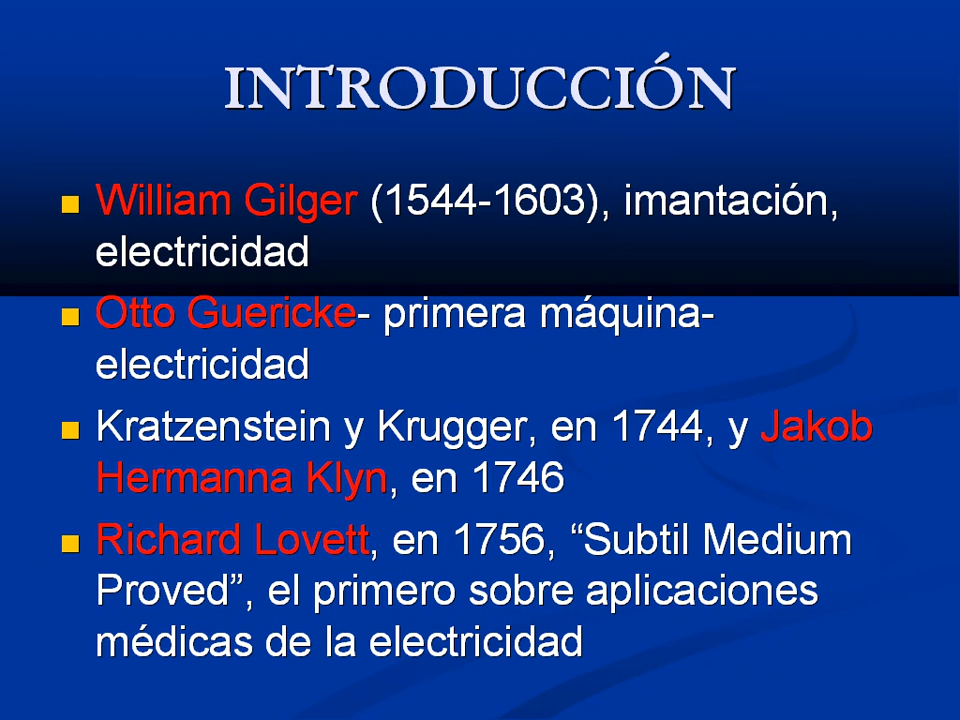 INTRODUCCIÓN
William Gilger (1544-1603), imantación,
electricidad
Otto Guericke- primera máquina-
electricidad
Kratzenstein y Krugger, en 1744, y Jakob
Hermanna Klyn, en 1746
Richard Lovett, en 1756, “Subtil Medium
Proved”, el primero sobre aplicaciones
médicas de la electricidad